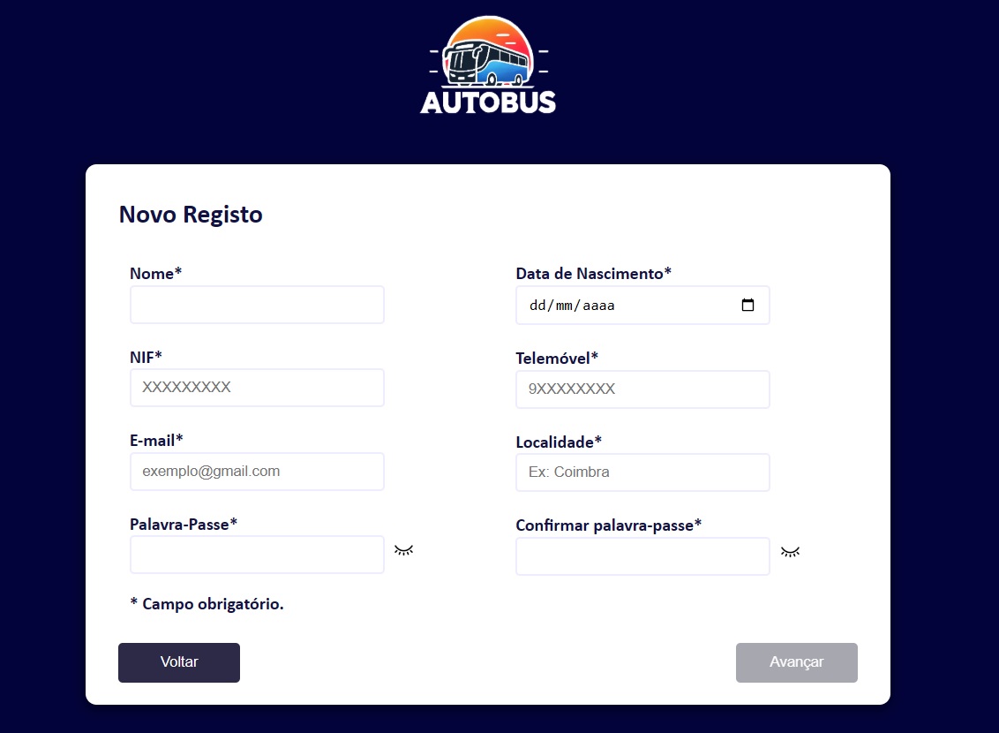 AUTOBUS
Novo Registo
Nome*
Data de Nascimento*
dd/mm/aaaa
NIF*
Telemóvel*
XXXXXXXXX
9XXXXXXXX
E-mail*
Localidade*
exemplo@gmail.com
Ex: Coimbra
Palavra-Passe*
Confirmar palavra-passe*
* Campo obrigatório.
Voltar
Avançar